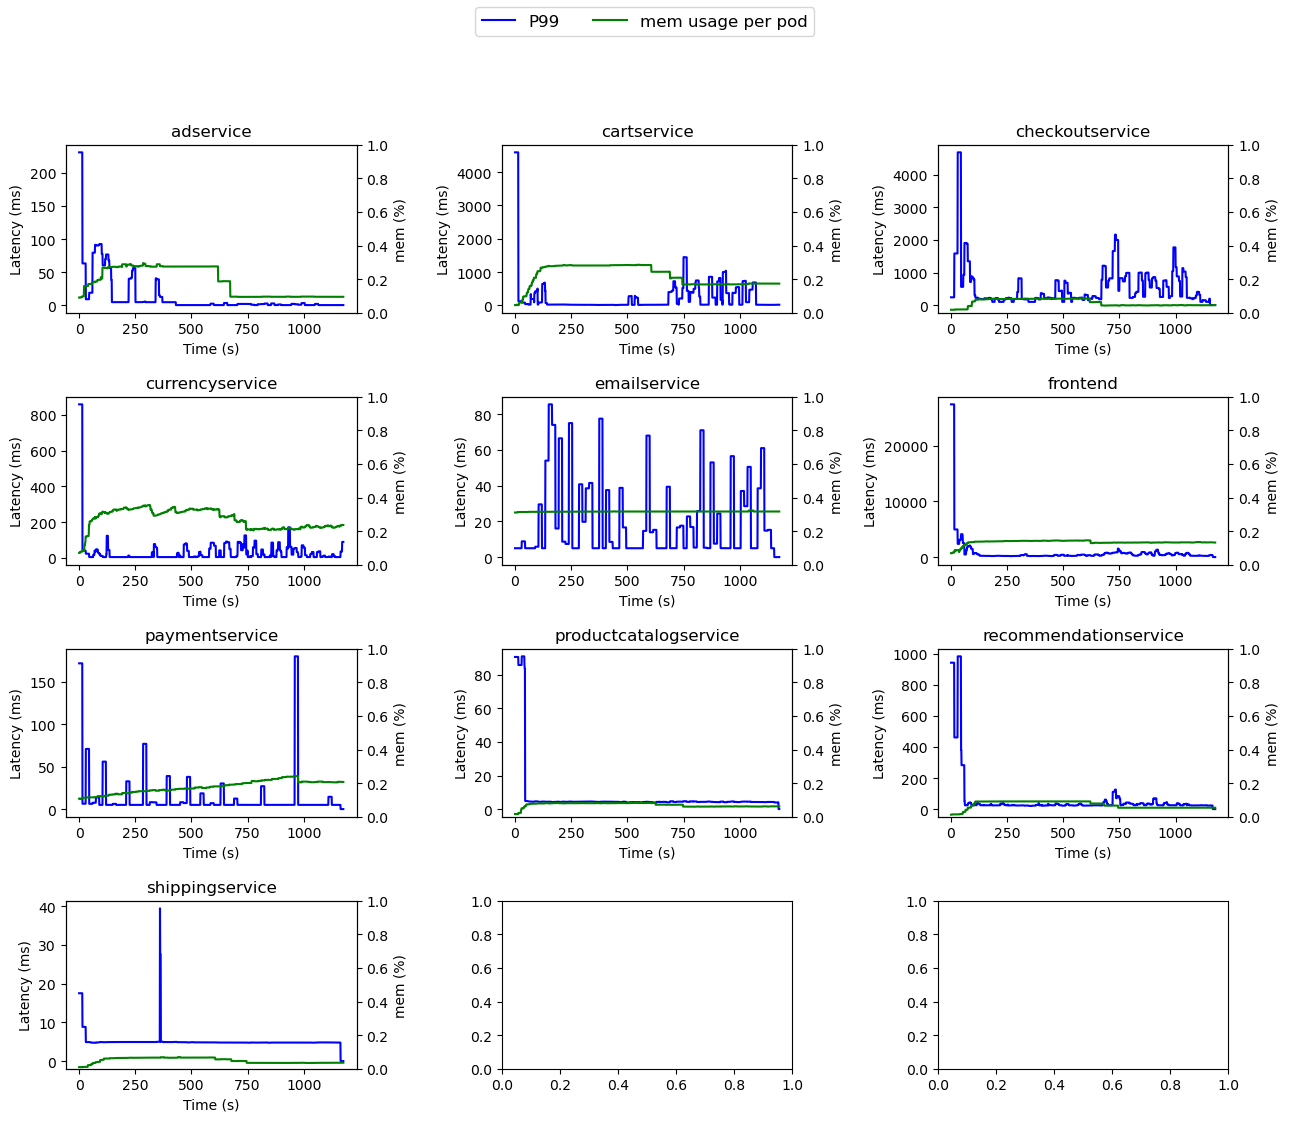 P99 mem usage per pod
adservice
Latency (ms)
0
50
100
150
200
mem (%)
0.0
0.2
0.4
0.6
0.8
1.0
0 250 500 750 1000
Time (s)
cartservice
Latency (ms)
0
1000
2000
3000
4000
mem (%)
0.0
0.2
0.4
0.6
0.8
1.0
0 250 500 750 1000
Time (s)
checkoutservice
Latency (ms)
0
1000
2000
3000
4000
mem (%)
0.0
0.2
0.4
0.6
0.8
1.0
0 250 500 750 1000
Time (s)
currencyservice
Latency (ms)
0
200
400
600
800
mem (%)
0.0
0.2
0.4
0.6
0.8
1.0
0 250 500 750 1000
Time (s)
emailservice
Latency (ms)
0
20
40
60
80
mem (%)
0.0
0.2
0.4
0.6
0.8
1.0
0 250 500 750 1000
Time (s)
frontend
Latency (ms)
0
10000
20000
mem (%)
0.0
0.2
0.4
0.6
0.8
1.0
0 250 500 750 1000
Time (s)
paymentservice
Latency (ms)
0
50
100
150
mem (%)
0.0
0.2
0.4
0.6
0.8
1.0
0 250 500 750 1000
Time (s)
productcatalogservice
Latency (ms)
0
20
40
60
80
mem (%)
0.0
0.2
0.4
0.6
0.8
1.0
0 250 500 750 1000
Time (s)
recommendationservice
Latency (ms)
0
200
400
600
800
1000
mem (%)
0.0
0.2
0.4
0.6
0.8
1.0
0 250 500 750 1000
Time (s)
shippingservice
Latency (ms)
0
10
20
30
40
mem (%)
0.0
0.2
0.4
0.6
0.8
1.0
0 250 500 750 1000
Time (s)
0.0
0.2
0.4
0.6
0.8
1.0
0.0 0.2 0.4 0.6 0.8 1.0
0.0
0.2
0.4
0.6
0.8
1.0
0.0 0.2 0.4 0.6 0.8 1.0